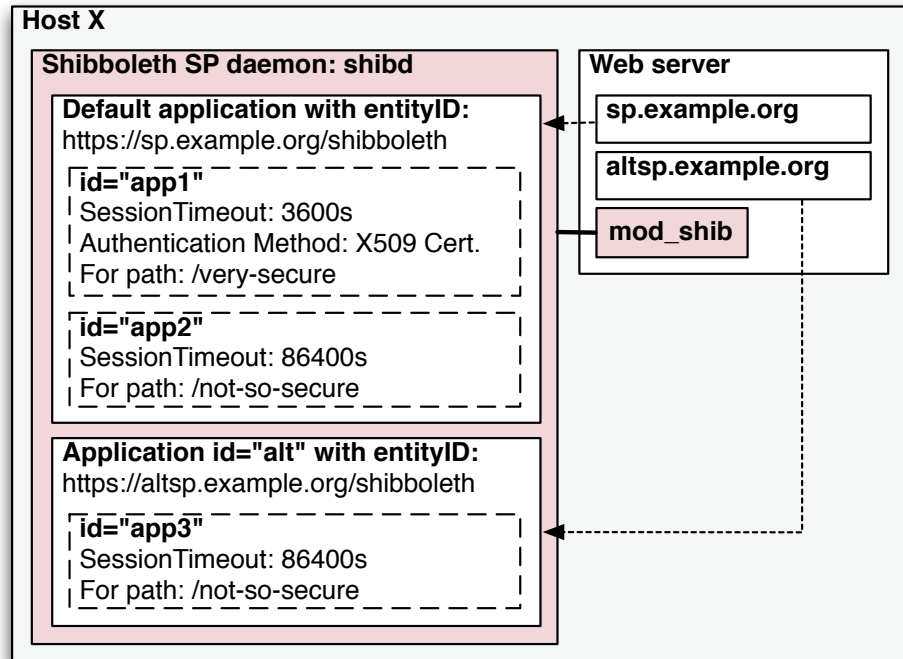 Host X
Shibboleth SP daemon: shibd
Default application with entityID:
https://sp.example.org/shibboleth
id="app1"
SessionTimeout: 3600s
Authentication Method: X509 Cert.
For path: /very-secure
id="app2"
SessionTimeout: 86400s
For path: /not-so-secure
Application id="alt" with entityID:
https://altsp.example.org/shibboleth
id="app3"
SessionTimeout: 86400s
For path: /not-so-secure
Web server
sp.example.org
altsp.example.org
mod_shib